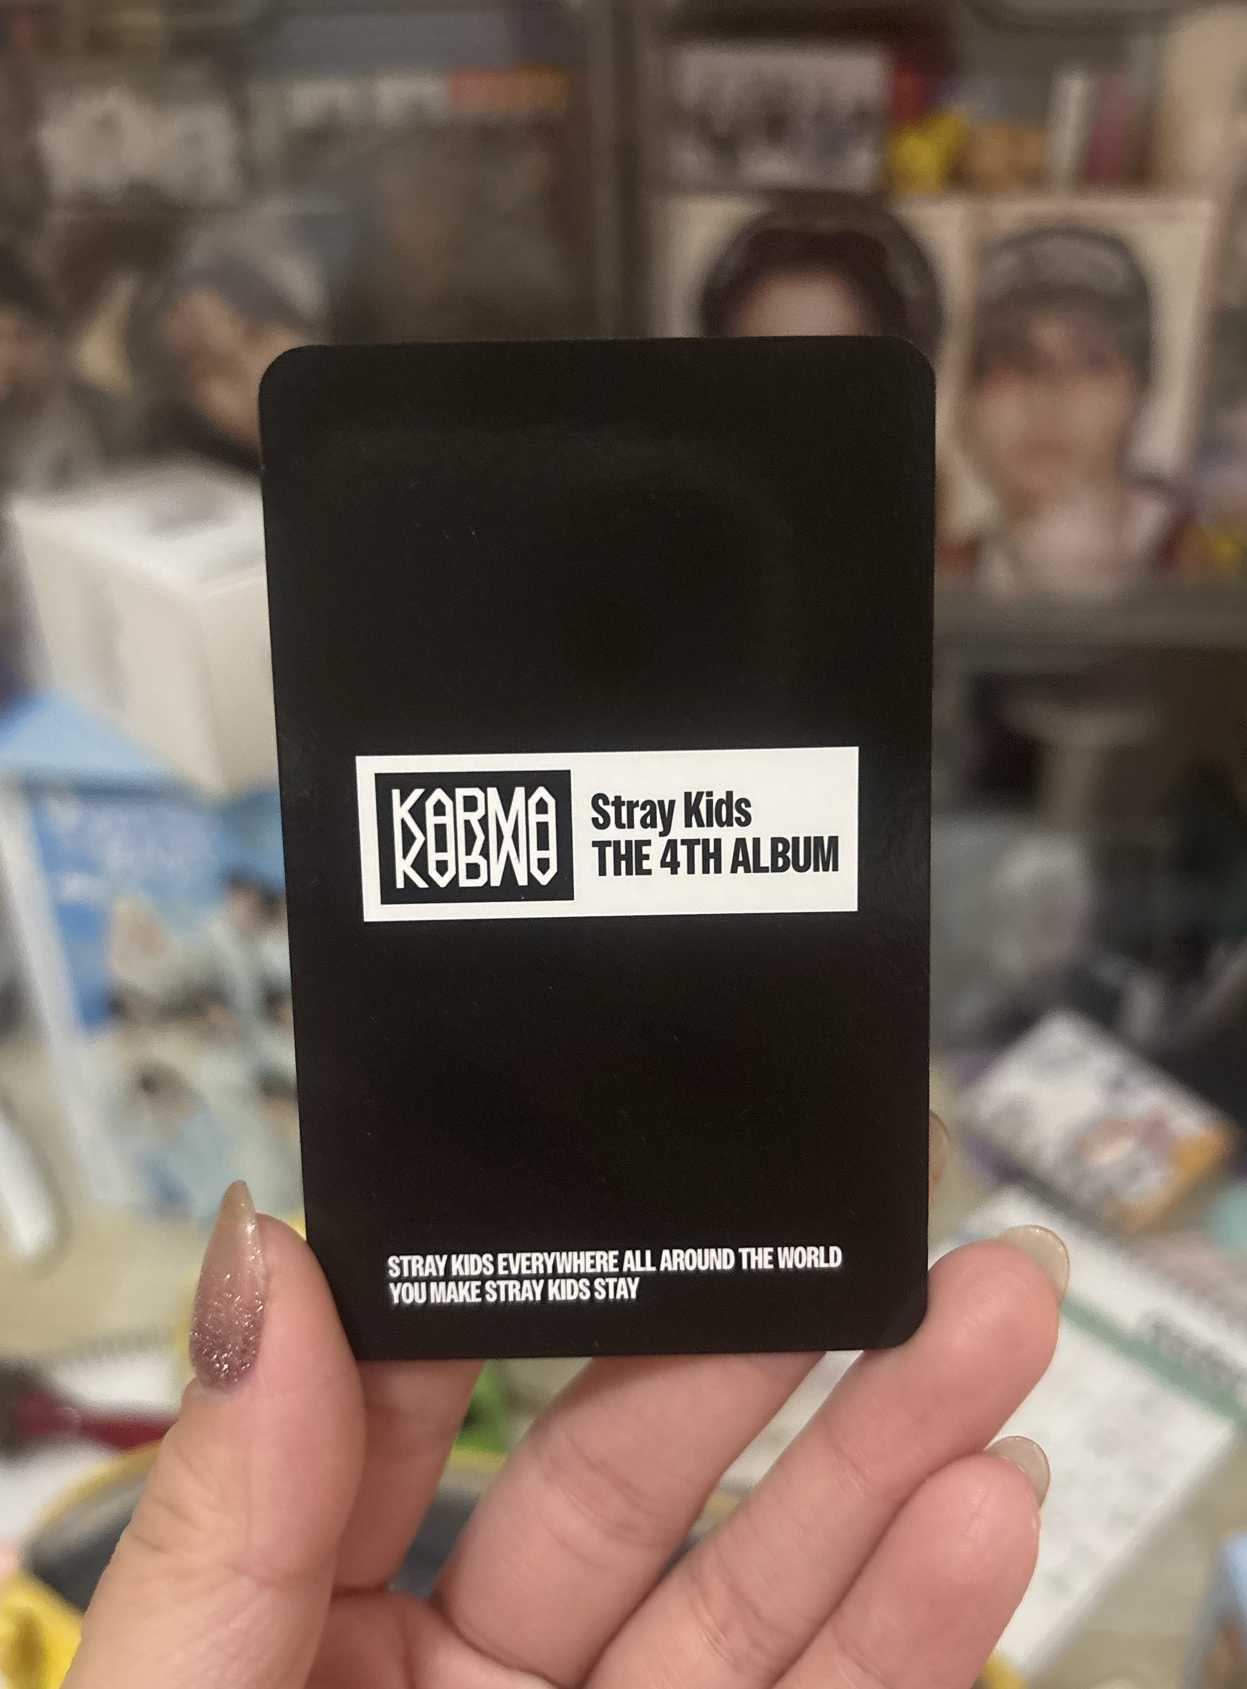 KARMA
Stray Kids
THE 4TH ALBUM
STRAY KIDS EVERYWHERE ALL AROUND THE WORLD
YOU MAKE STRAY KIDS STAY